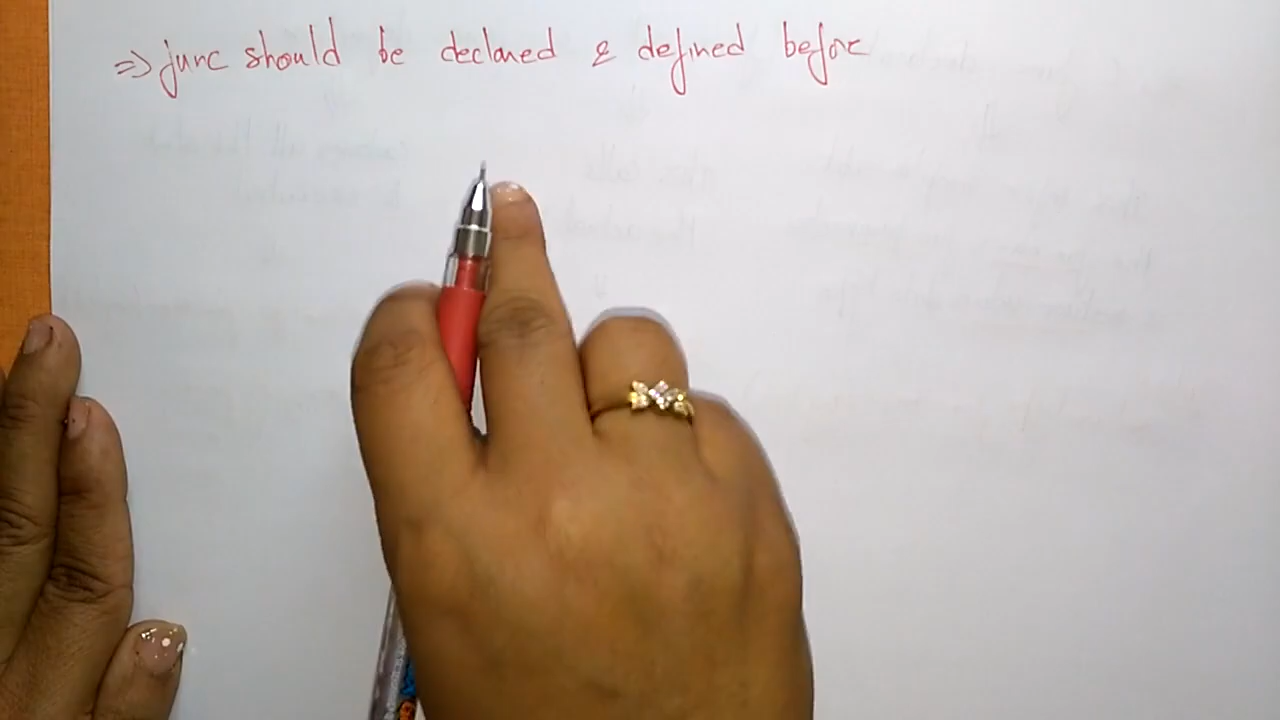 => func should be declared & defined before